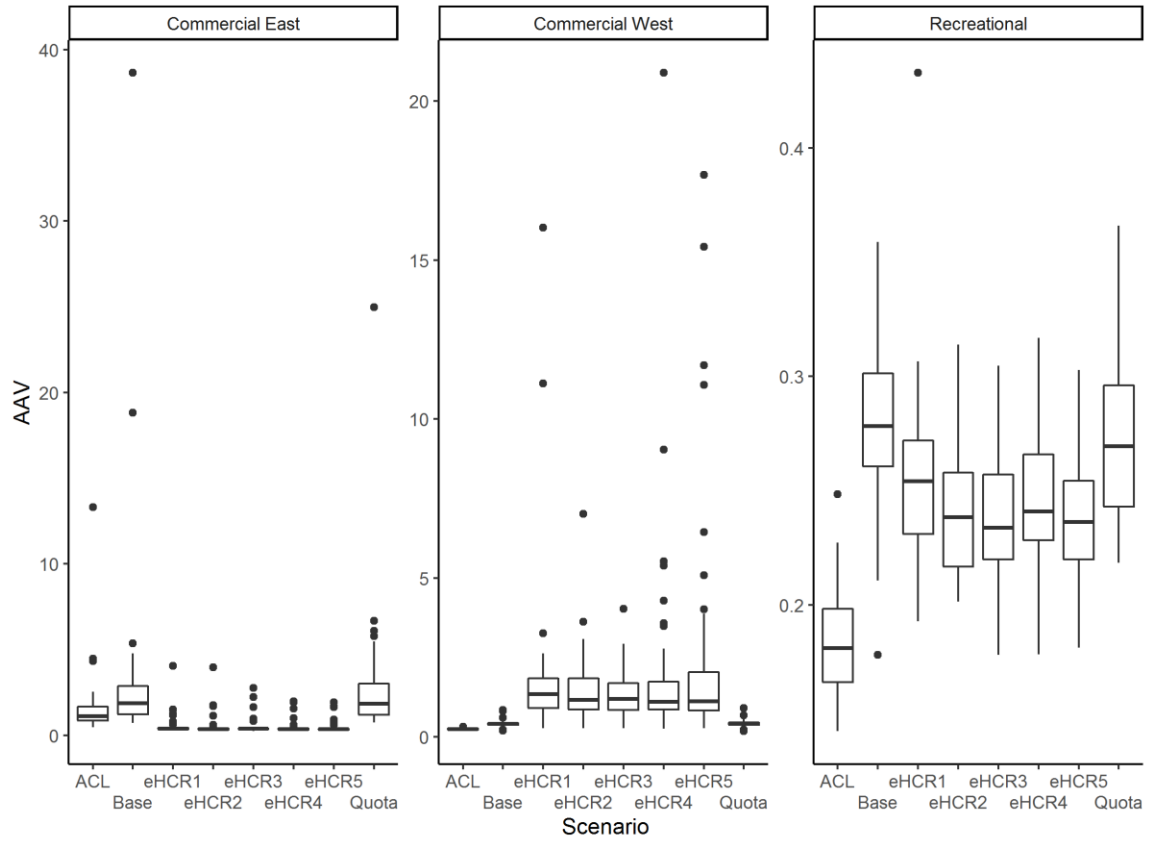 Commercial East
Commercial West
Recreational
AAV
40
30
20
10
0
20
15
10
5
0
0.4
0.3
0.2
ACL eHCR1 eHCR3 eHCR5
Base eHCR2 eHCR4 Quota
ACL eHCR1 eHCR3 eHCR5
Base eHCR2 eHCR4 Quota
ACL eHCR1 eHCR3 eHCR5
Base eHCR2 eHCR4 Quota
Scenario